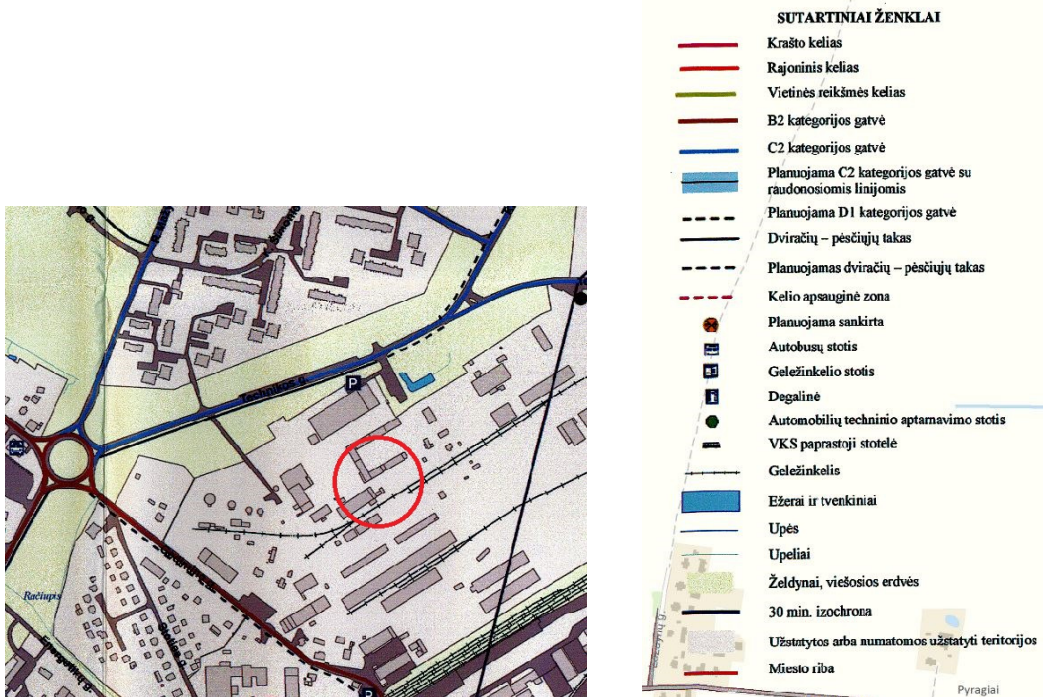 SUTARTINIAI ŽENKLAI
Krašto kelias
Rajoninis kelias
Vietinės reikšmės kelias
B2 kategorijos gatvė
C2 kategorijos gatvė
Planuojama C2 kategorijos gatvė su
raudonosiomis linijomis
Planuojama D1 kategorijos gatvė
Dviračių – pėsčiųjų takas
Planuojamas dviračių – pėsčiųjų takas
Kelio apsauginė zona
Planuojama sankirta
Autobusų stotis
Geležinkelio stotis
Degalinė
Automobilių techninio aptarnavimo stotis
VKS paprastoji stotelė
Geležinkelis
Ežerai ir tvenkiniai
Upės
Upeliai
Želdynai, viešosios erdvės
30 min. izochrona
Užstatytos arba numatomos užstatyti teritorijos
Miesto riba
Pyragiai
Technikos g.
P
Račiupis
Energetikų g.
P